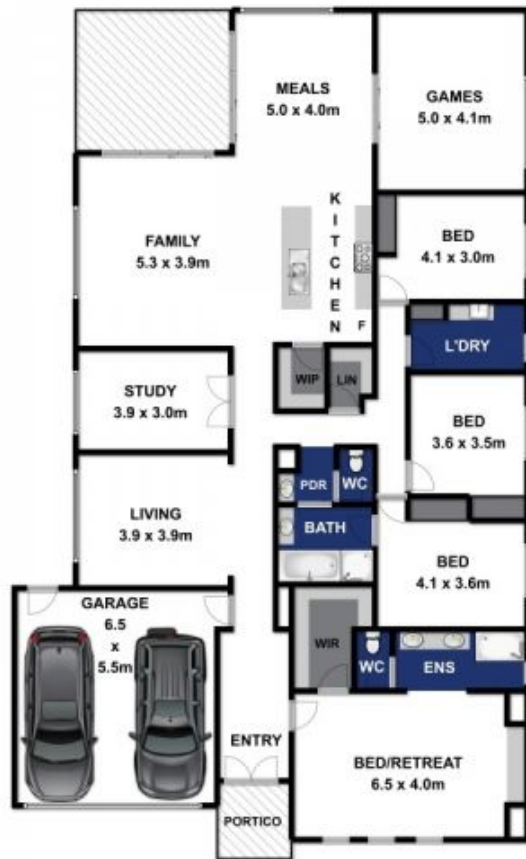 MEALS
5.0 x 4.0m
GAMES
5.0 x 4.1m
KITCHEN
F
FAMILY
5.3 x 3.9m
BED
4.1 x 3.0m
L'DRY
WIP
LIN
STUDY
3.9 x 3.0m
BED
3.6 x 3.5m
PDR
WC
LIVING
3.9 x 3.9m
BATH
BED
4.1 x 3.6m
GARAGE
6.5
x
5.5m
WIR
WC
ENS
ENTRY
BED/RETREAT
6.5 x 4.0m
PORTICO